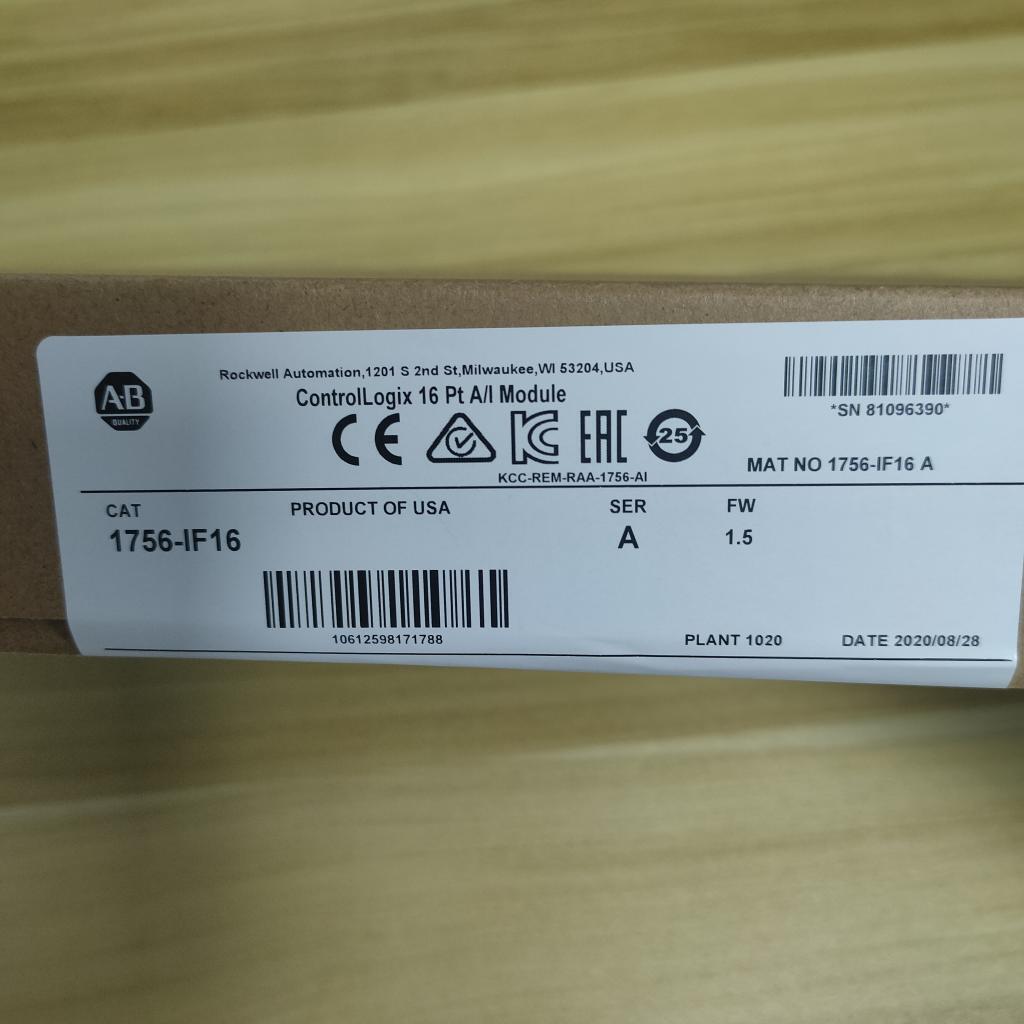 A·B
QUALITY
Rockwell Automation,1201 S 2nd St,Milwaukee,WI 53204,USA
ControlLogix 16 Pt A/I Module
CE KC EAC 25
KCC-REM-RAA-1756-AI
*SN 81096390*
MAT NO 1756-IF16 A
CAT PRODUCT OF USA SER FW
1756-IF16 A 1.5
10612598171788
PLANT 1020 DATE 2020/08/28